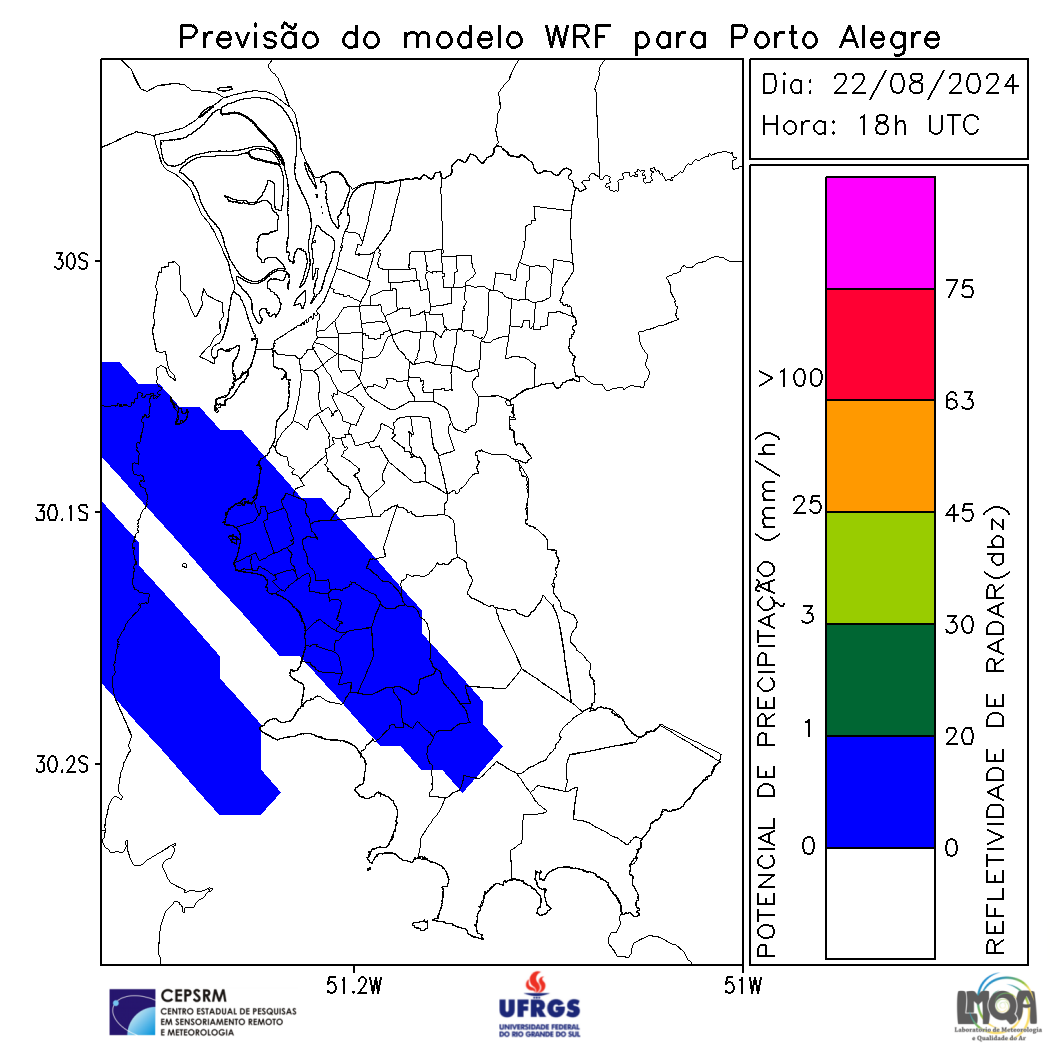 Previsão do modelo WRF para Porto Alegre
Dia: 22/08/2024
Hora: 18h UTC
30S
30.1S
30.2S
51.2W
51W
POTENCIAL DE PRECIPITAÇÃO (mm/h)
>100
25
3
1
0
75
63
45
30
20
0
REFLETIVIDADE DE RADAR(dbz)
CEPSRM
CENTRO ESTADUAL DE PESQUISAS
EM SENSORIAMENTO REMOTO
E METEOROLOGIA
UFRGS
UNIVERSIDADE FEDERAL
DO RIO GRANDE DO SUL
LMQA
Laboratório de Meteorologia
e Qualidade do Ar